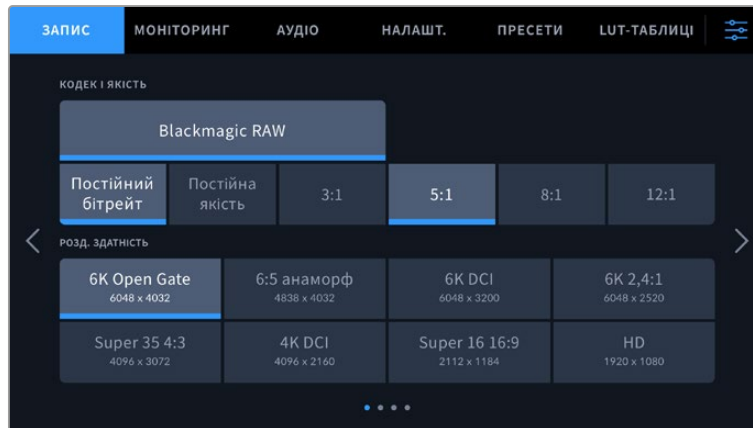 ЗАПИС МОНІТОРИНГ АУДІО НАЛАШТ. ПРЕСЕТИ LUT-ТАБЛИЦІ
КОДЕК І ЯКІСТЬ
Blackmagic RAW
Постійний бітрейт Постійна якість 3:1 5:1 8:1 12:1
РОЗД. ЗДАТНІСТЬ
6K Open Gate 6:5 анаморф 6K DCI 6K 2,4:1
6048 x 4032 4838 x 4032 6048 x 3200 6048 x 2520
Super 35 4:3 4K DCI Super 16 16:9 HD
4096 x 3072 4096 x 2160 2112 x 1184 1920 x 1080